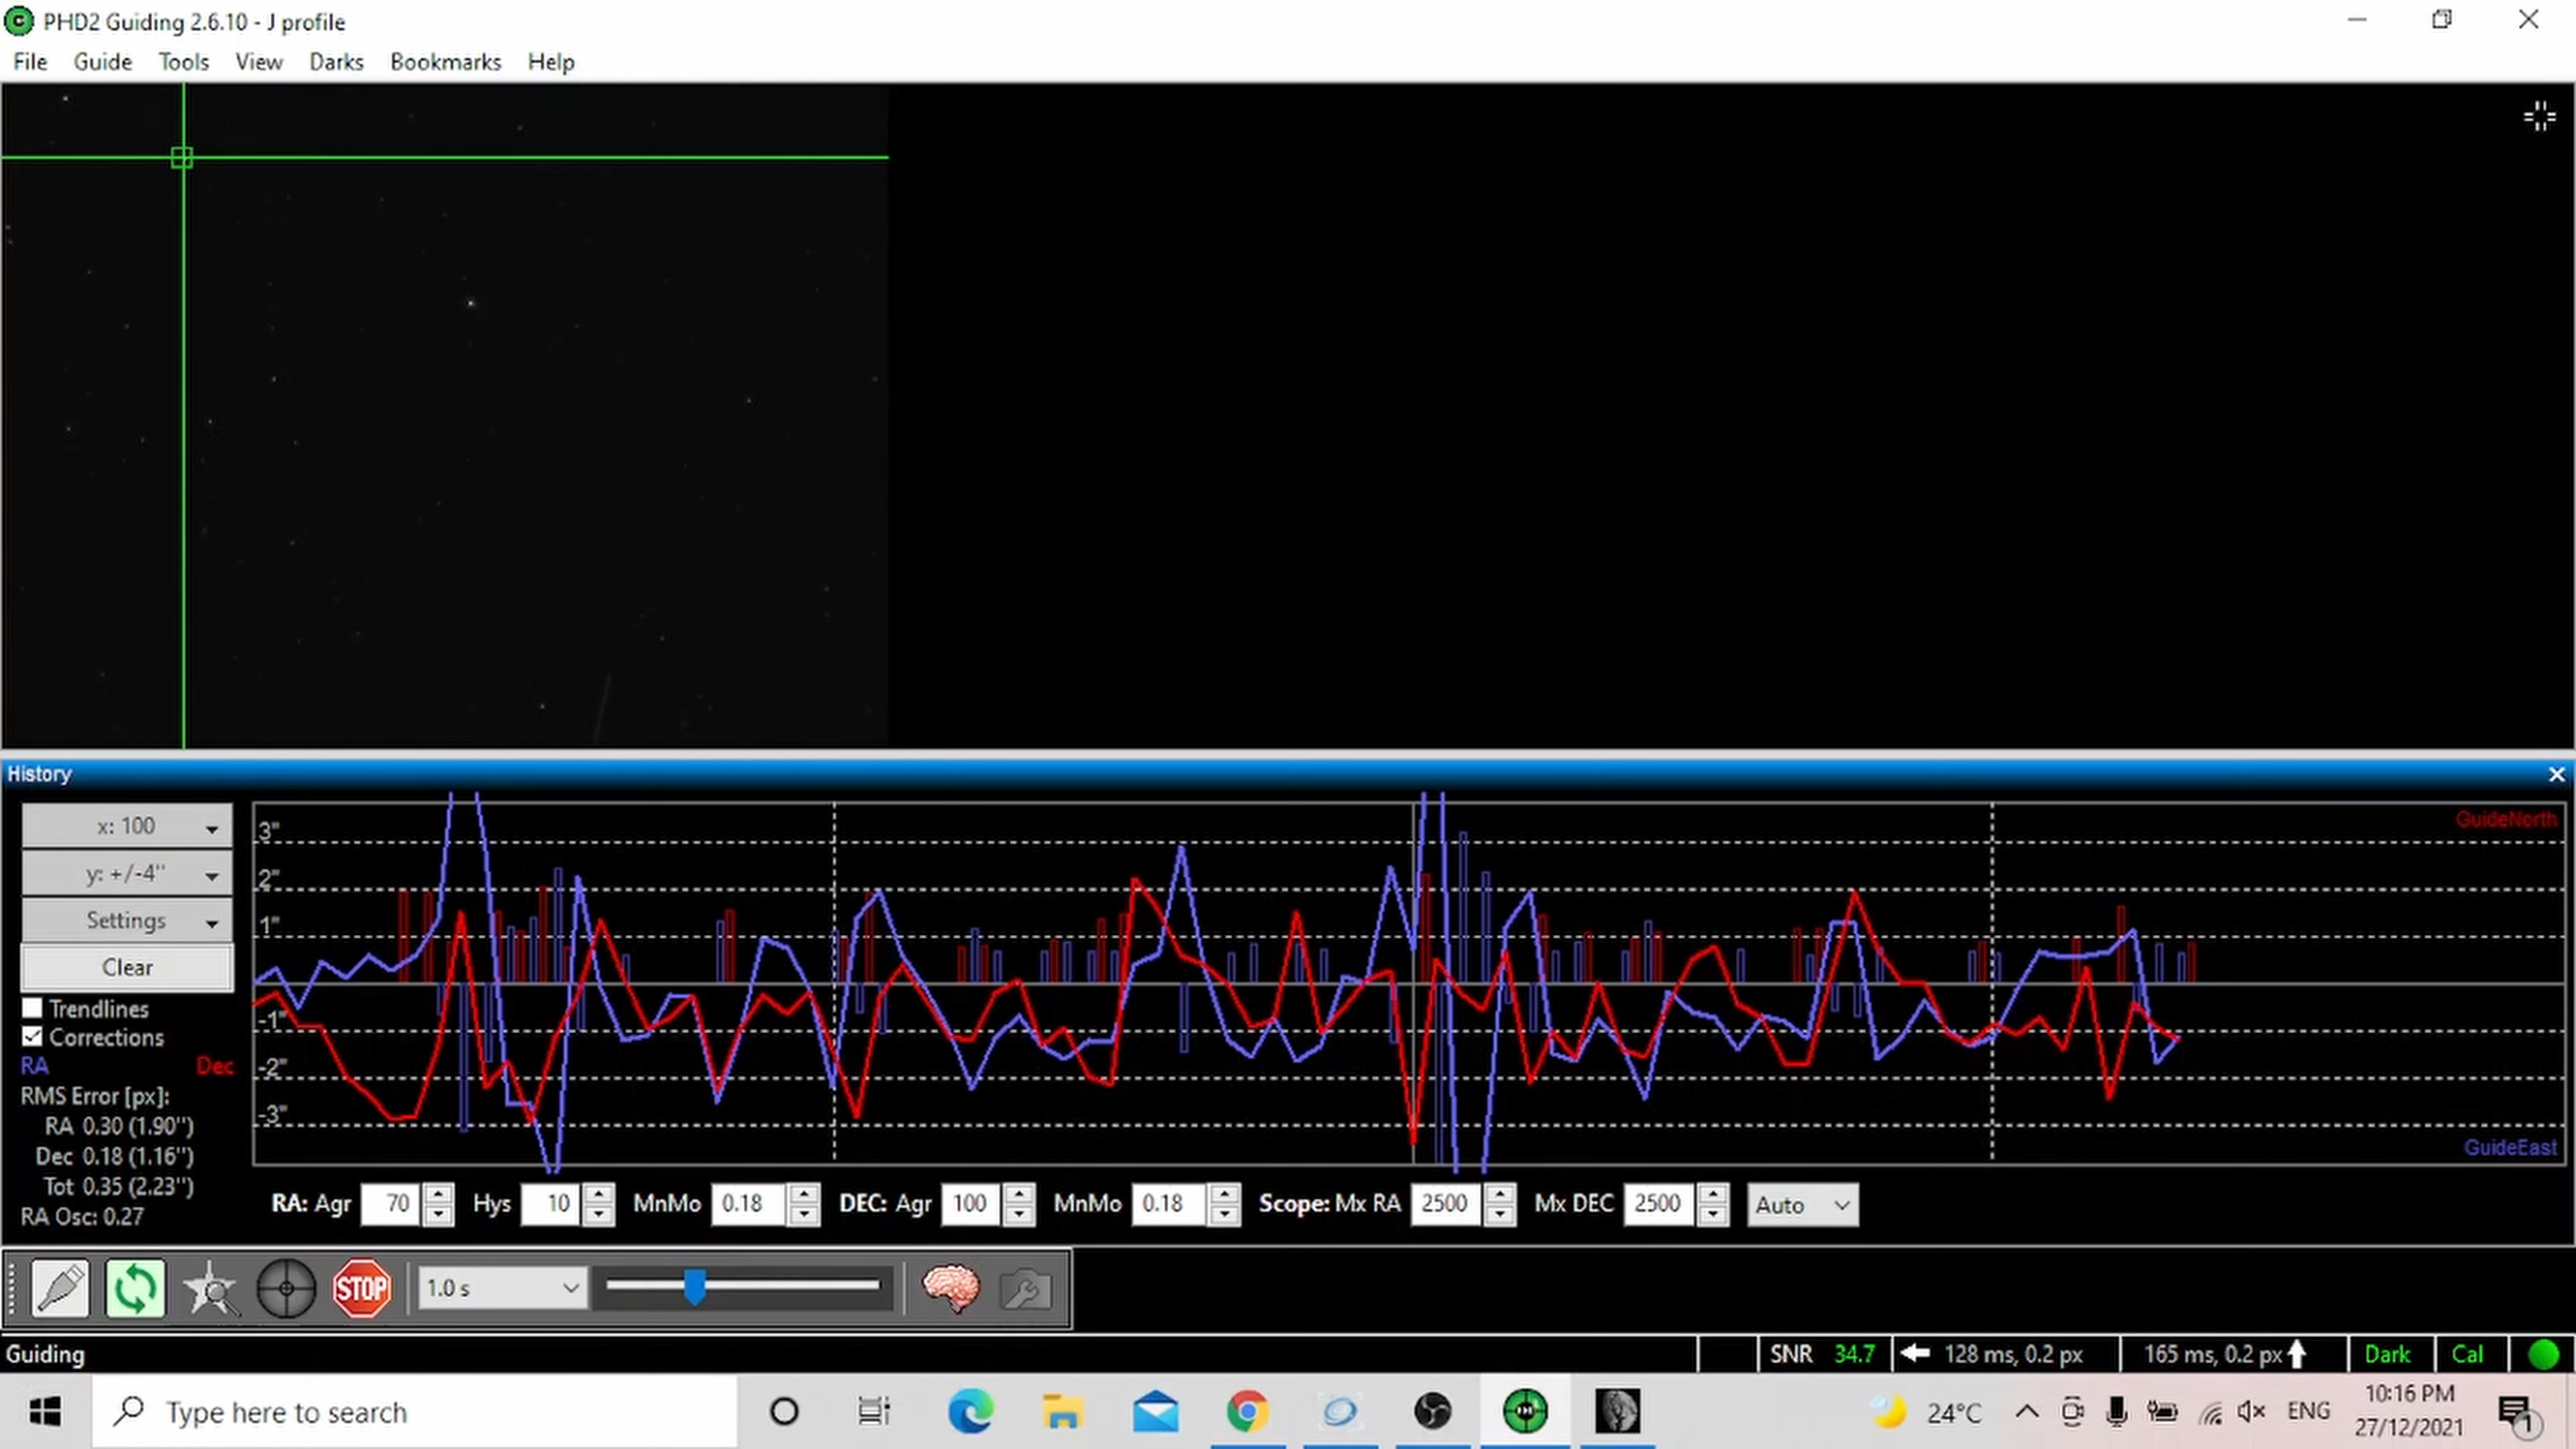 PHD2 Guiding 2.6.10 - J profile
File Guide Tools View Darks Bookmarks Help
History
x: 100
y: +/-4"
Settings
Clear
Trendlines
Corrections
RA Dec
RMS Error [px]:
RA 0.30 (1.90")
Dec 0.18 (1.16")
Tot 0.35 (2.23")
RA Osc: 0.27
3"
2"
1"
-1"
-2"
-3"
GuideNorth
GuideEast
RA: Agr 70 Hys 10 MnMo 0.18 DEC: Agr 100 MnMo 0.18 Scope: Mx RA 2500 Mx DEC 2500 Auto
STOP 1.0 s
Guiding SNR 34.7 128 ms, 0.2 px 165 ms, 0.2 px Dark Cal
Type here to search 24°C ENG 10:16 PM
27/12/2021 1